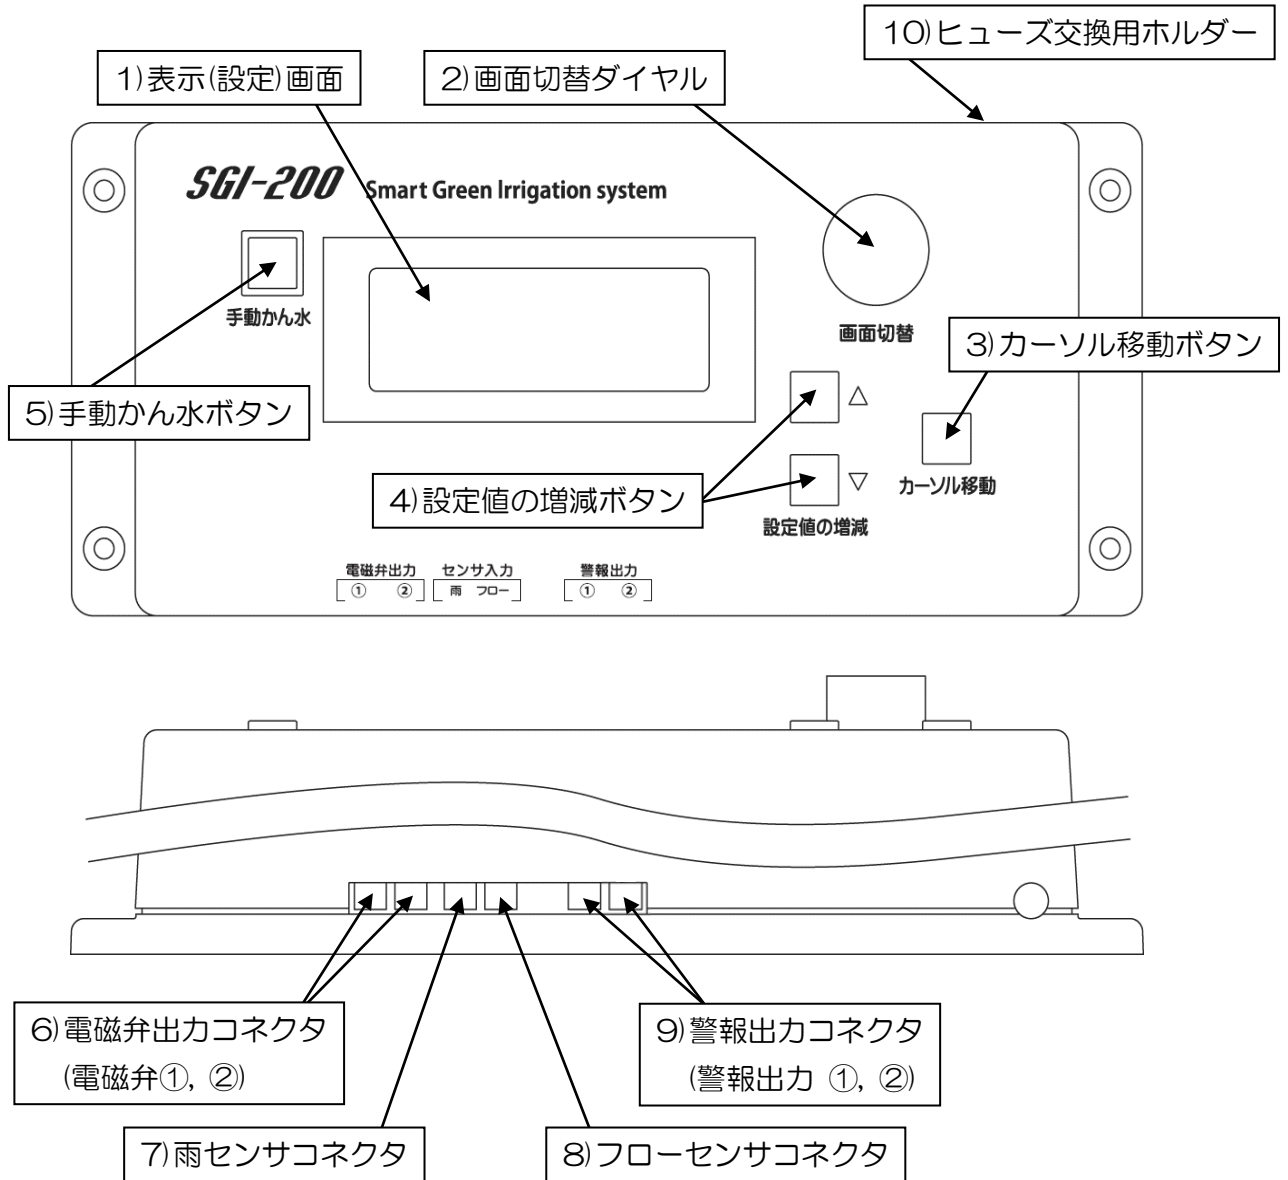 10)ヒューズ交換用ホルダー
1)表示(設定)画面
2)画面切替ダイヤル
SGI-200 Smart Green Irrigation system
手動かん水
画面切替
3)カーソル移動ボタン
5)手動かん水ボタン
△
4)設定値の増減ボタン
▽
カーソル移動
設定値の増減
電磁弁出力 センサ入力 警報出力
① ② 雨 フロー ① ②
6)電磁弁出力コネクタ
(電磁弁①, ②)
9)警報出力コネクタ
(警報出力 ①, ②)
7)雨センサコネクタ
8)フローセンサコネクタ